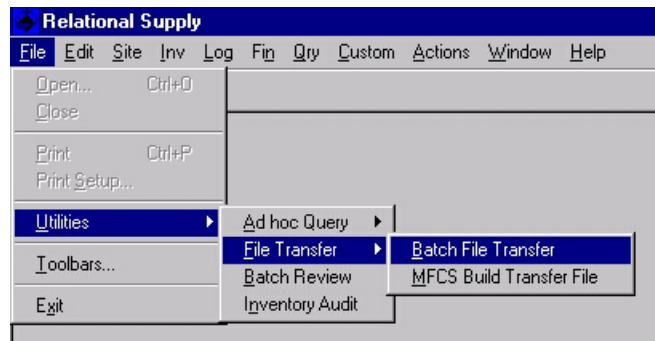 Relational Supply
File Edit Site Inv Log Fin Qry Custom Actions Window Help
Open... Ctrl+O
Close
Print Ctrl+P
Print Setup...
Utilities
Ad hoc Query
File Transfer
Batch File Transfer
Toolbars...
Batch Review
MFCS Build Transfer File
Exit
Inventory Audit